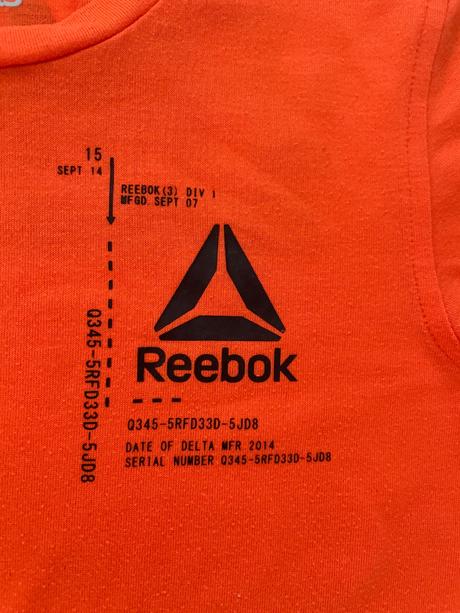 15
SEPT 14
REEBOK(3) DIV 1
MFGD. SEPT 07
Reebok
Q345-5RFD33D-5JD8
Q345-5RFD33D-5JD8
DATE OF DELTA MFR 2014
SERIAL NUMBER Q345-5RFD33D-5JD8